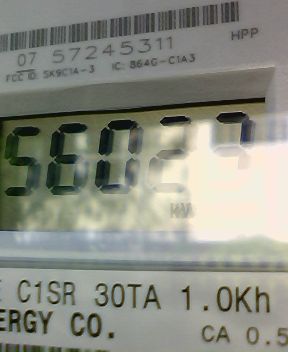 07 57245311 HPP
FCC ID: SK9C1A-3 IC: 864G-C1A3
56029
C1SR 30TA 1.0Kh
ERGY CO. CA 0.5